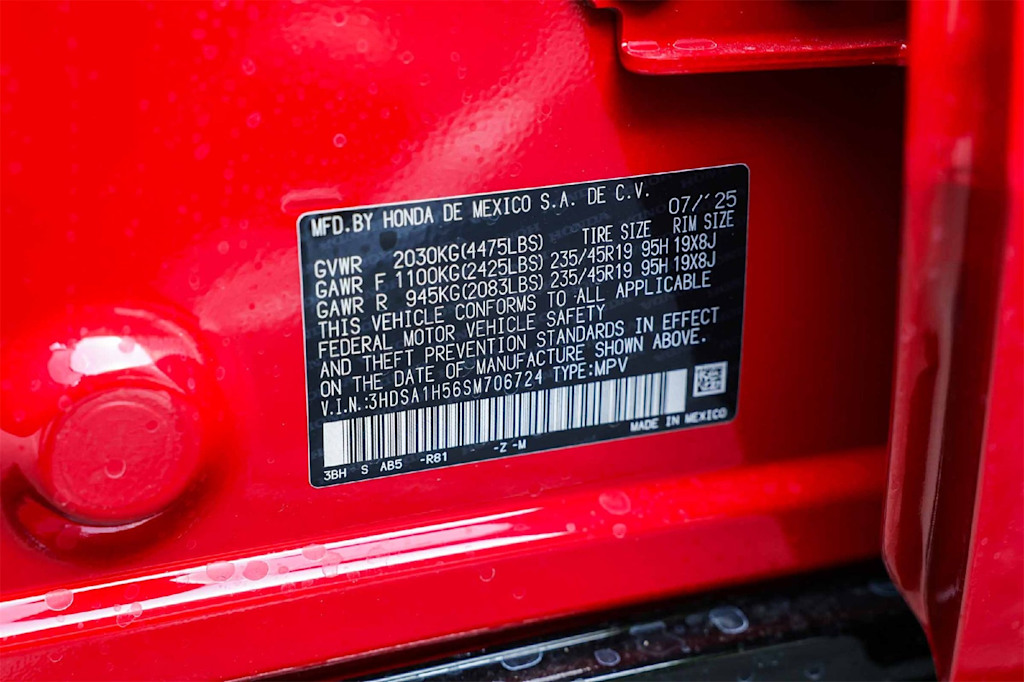 MFD.BY HONDA DE MEXICO S.A. DE C.V. 07/'25
TIRE SIZE RIM SIZE
GVWR 2030KG(4475LBS)
GAWR F 1100KG(2425LBS) 235/45R19 95H 19X8J
GAWR R 945KG(2083LBS) 235/45R19 95H 19X8J
THIS VEHICLE CONFORMS TO ALL APPLICABLE
FEDERAL MOTOR VEHICLE SAFETY
AND THEFT PREVENTION STANDARDS IN EFFECT
ON THE DATE OF MANUFACTURE SHOWN ABOVE.
V.I.N.:3HDSA1H56SM706724 TYPE:MPV
MADE IN MEXICO
3BH S AB5 -R81 -Z -M